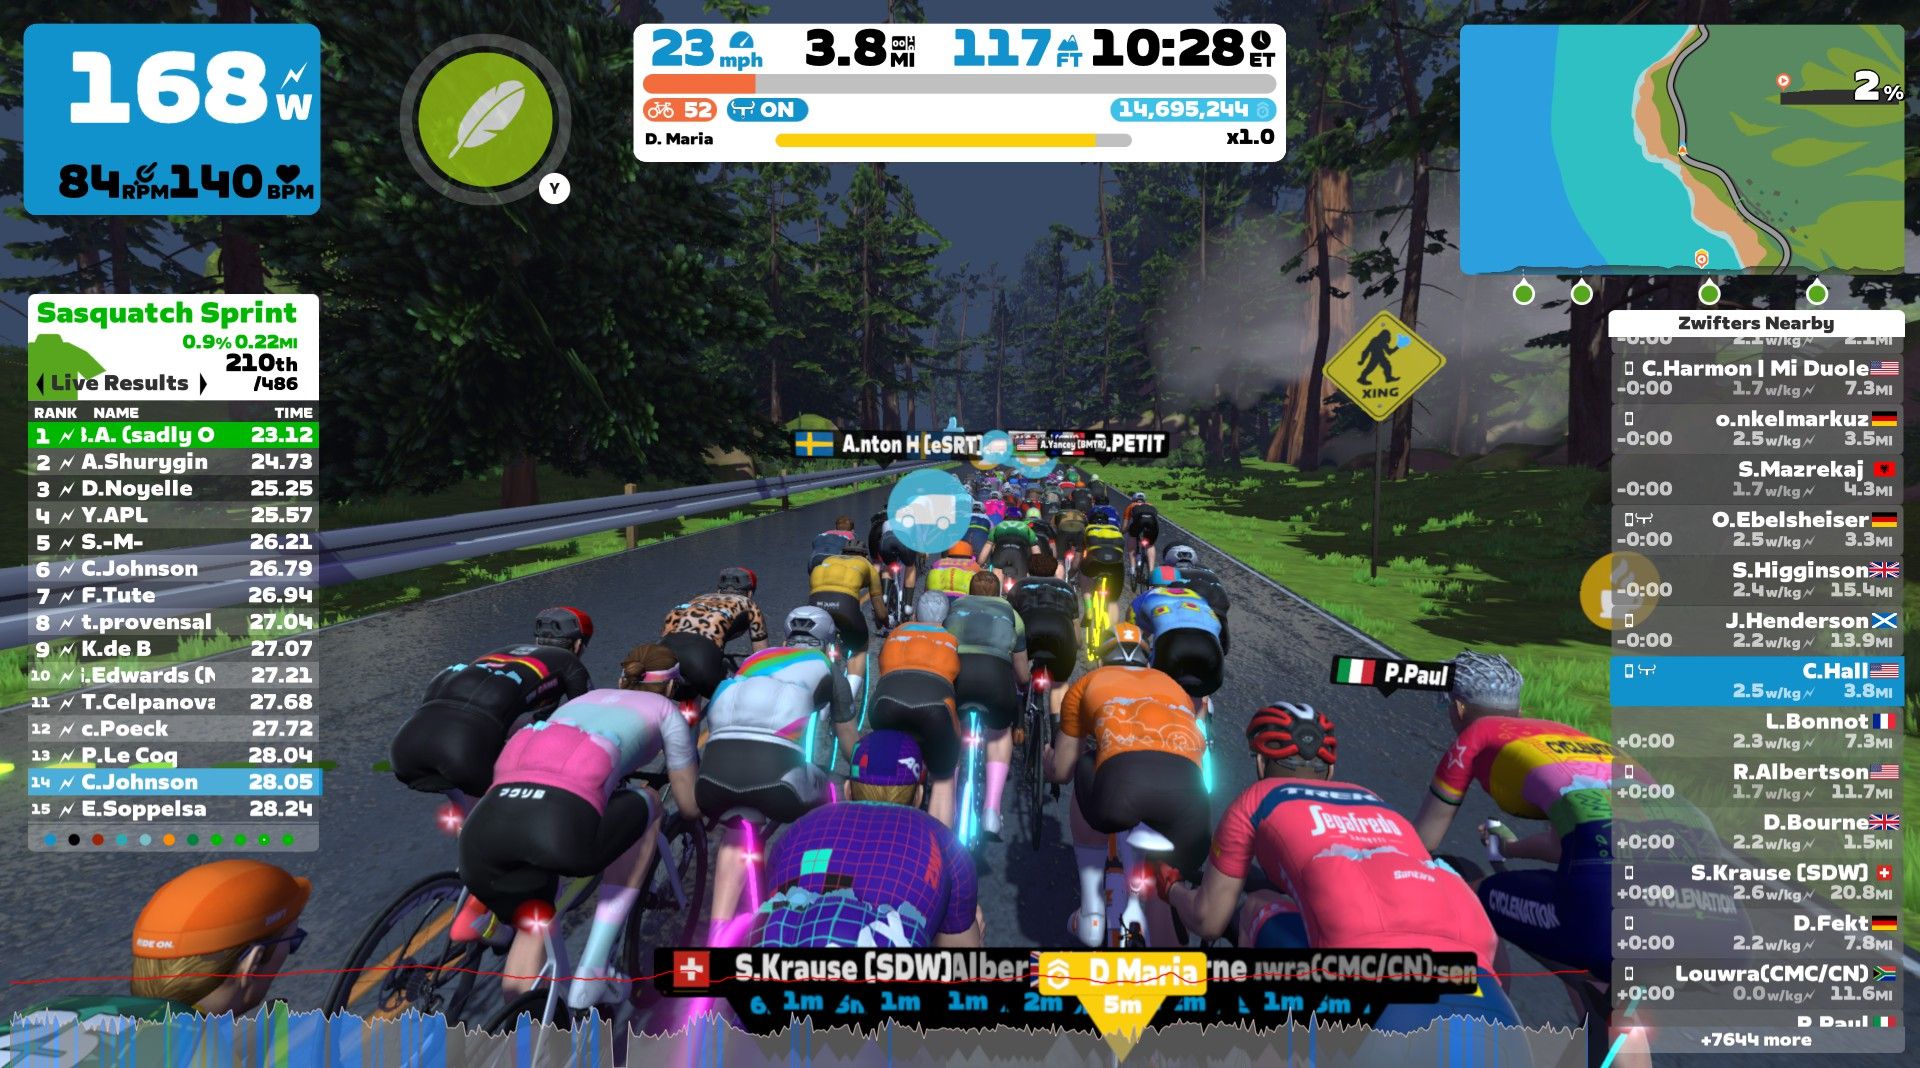 168 W
84 RPM 140 BPM
Y
23 mph 3.8 MI 117 FT 10:28 ET
52 ON 14,695,244
D. Maria x1.0
2%
Sasquatch Sprint
0.9% 0.22MI
210th
Live Results /486
RANK NAME TIME
1 .A. (sadly O 23.12
2 A.Shurygin 24.73
3 D.Noyelle 25.25
4 Y.APL 25.57
5 S.-M- 26.21
6 C.Johnson 26.79
7 F.Tute 26.94
8 t.provensal 27.04
9 K.de B 27.07
10 .Edwards (N 27.21
11 T.Celpanova 27.68
12 c.Poeck 27.72
13 P.Le Coq 28.04
14 C.Johnson 28.05
15 E.Soppelsa 28.24
A.nton H [eSRT]
A.Yancey [BMTR]
.PETIT
XING
P.Paul
RIDE ON.
TREK
Segafredo
Santini
CYCLENATION
CYCLENATION
Zwifters Nearby
-0:00 2.1w/kg 2.1MI
C.Harmon | Mi Duole
-0:00 1.7w/kg 7.3MI
o.nkelmarkuz
-0:00 2.5w/kg 3.5MI
S.Mazrekaj
-0:00 1.7w/kg 4.3MI
O.Ebelsheiser
-0:00 2.5w/kg 3.3MI
S.Higginson
-0:00 2.4w/kg 15.4MI
J.Henderson
-0:00 2.2w/kg 13.9MI
C.Hall
2.5w/kg 3.8MI
L.Bonnot
+0:00 2.3w/kg 7.3MI
R.Albertson
+0:00 1.7w/kg 11.7MI
D.Bourne
+0:00 2.2w/kg 1.5MI
S.Krause [SDW]
+0:00 2.6w/kg 20.8MI
D.Fekt
+0:00 2.2w/kg 7.8MI
Louwra(CMC/CN)
+0:00 0.0w/kg 11.6MI
P.Paul
+7644 more
S.Krause [SDW] Alber D Maria rne uwra(CMC/CN) sen
1m 1m 1m 2m 5m 1m